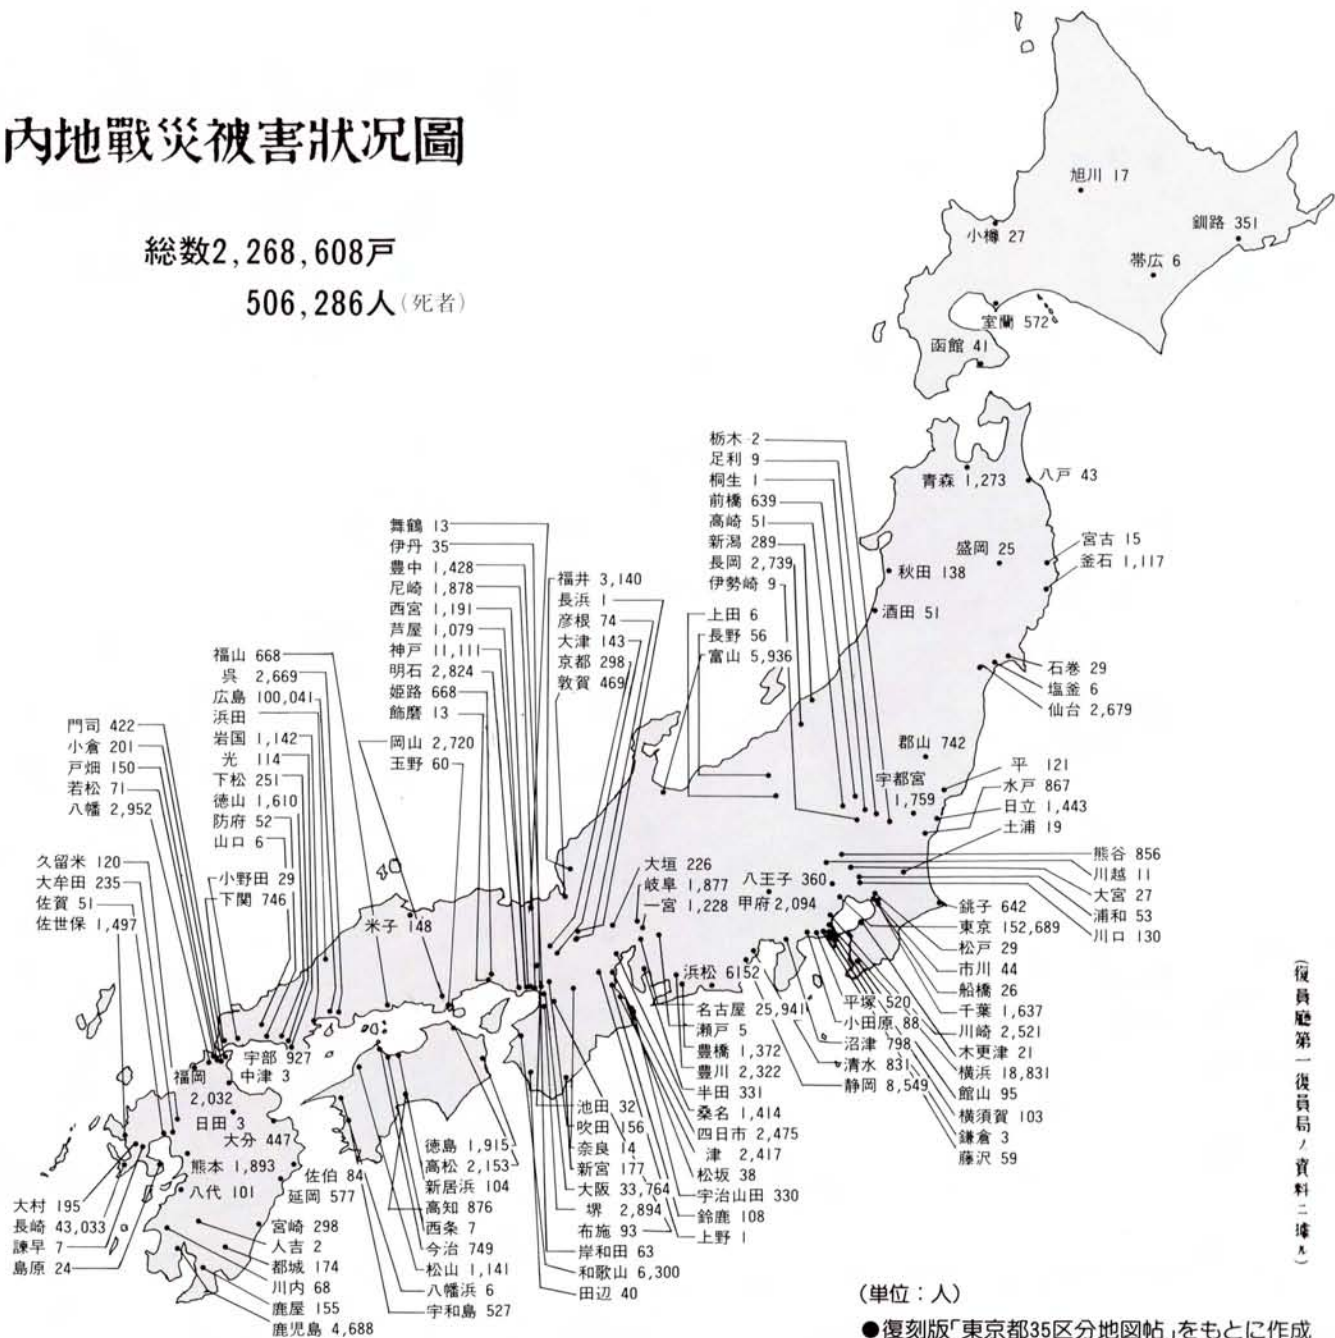 内地戰災被害狀況圖
総数2,268,608戸
506,286人(死者)
旭川 17
小樽 27
釧路 351
帯広 6
室蘭 572
函館 41
栃木 2
足利 9
桐生 1
前橋 639
高崎 51
新潟 289
長岡 2,739
伊勢崎 9
青森 1,273
八戸 43
盛岡 25
宮古 15
釜石 1,117
秋田 138
酒田 51
上田 6
長野 56
富山 5,936
石巻 29
塩釜 6
仙台 2,679
舞鶴 13
伊丹 35
豊中 1,428
尼崎 1,878
西宮 1,191
芦屋 1,079
神戸 11,111
明石 2,824
姫路 668
飾磨 13
福井 3,140
長浜 1
彦根 74
大津 143
京都 298
敦賀 469
岡山 2,720
玉野 60
福山 668
呉 2,669
広島 100,041
浜田
岩国 1,142
光 114
下松 251
徳山 1,610
防府 52
山口 6
門司 422
小倉 201
戸畑 150
若松 71
八幡 2,952
小野田 29
下関 746
久留米 120
大牟田 235
佐賀 51
佐世保 1,497
郡山 742
宇都宮
1,759
平 121
水戸 867
日立 1,443
土浦 19
熊谷 856
川越 11
大宮 27
浦和 53
川口 130
大垣 226
岐阜 1,877
一宮 1,228
八王子 360
甲府 2,094
銚子 642
東京 152,689
松戸 29
市川 44
船橋 26
千葉 1,637
川崎 2,521
木更津 21
横浜 18,831
館山 95
横須賀 103
鎌倉 3
藤沢 59
米子 148
浜松 6152
名古屋 25,941
瀬戸 5
豊橋 1,372
豊川 2,322
半田 331
桑名 1,414
四日市 2,475
津 2,417
松坂 38
宇治山田 330
鈴鹿 108
上野 1
平塚 520
小田原 88
沼津 798
清水 831
静岡 8,549
宇部 927
中津 3
福岡
2,032
日田 3
大分 447
熊本 1,893
八代 101
佐伯 84
延岡 577
大村 195
長崎 43,033
諫早 7
島原 24
宮崎 298
人吉 2
都城 174
川内 68
鹿屋 155
鹿児島 4,688
徳島 1,915
高松 2,153
新居浜 104
高知 876
西条 7
今治 749
松山 1,141
八幡浜 6
宇和島 527
池田 32
吹田 156
奈良 14
新宮 177
大阪 33,764
堺 2,894
布施 93
岸和田 63
和歌山 6,300
田辺 40
(復員廳第一復員局ノ資料ニ據ル)
(単位：人)
●復刻版「東京都35区分地図帖」をもとに作成